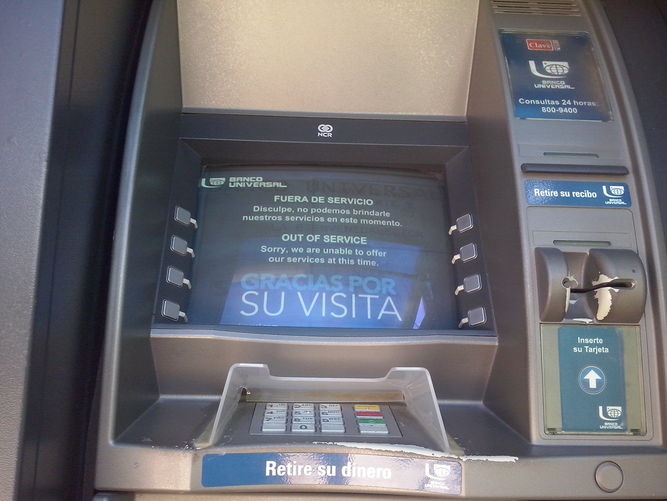 NCR
BANCO
UNIVERSAL
FUERA DE SERVICIO
Disculpe, no podemos brindarle
nuestros servicios en este momento.
OUT OF SERVICE
Sorry, we are unable to offer
our services at this time.
GRACIAS POR
SU VISITA
Clave
BANCO
UNIVERSAL
Consultas 24 horas:
800-9400
Retire su recibo
Inserte
su Tarjeta
BANCO
UNIVERSAL
Retire su dinero